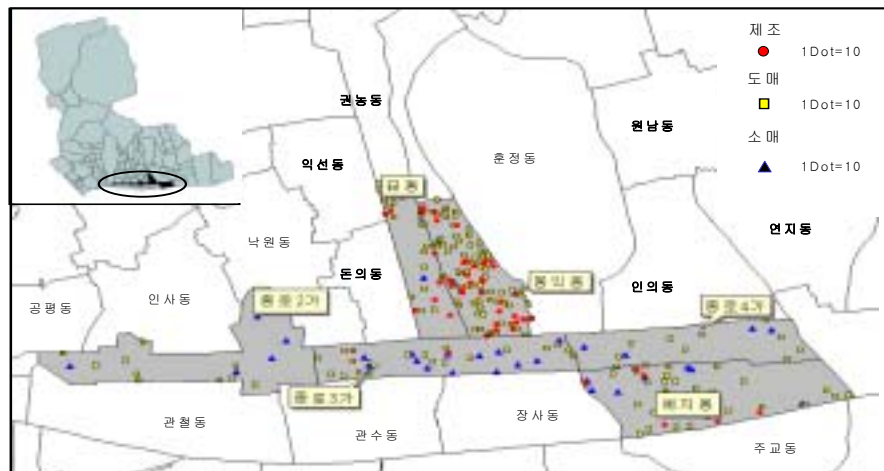 제조
1Dot=10
도매
1Dot=10
소매
1Dot=10
권농동
원남동
익선동
훈정동
묘동
연지동
낙원동
돈의동
봉익동
인의동
종로2가
종로4가
공평동
인사동
종로3가
예지동
관철동
관수동
장사동
주교동